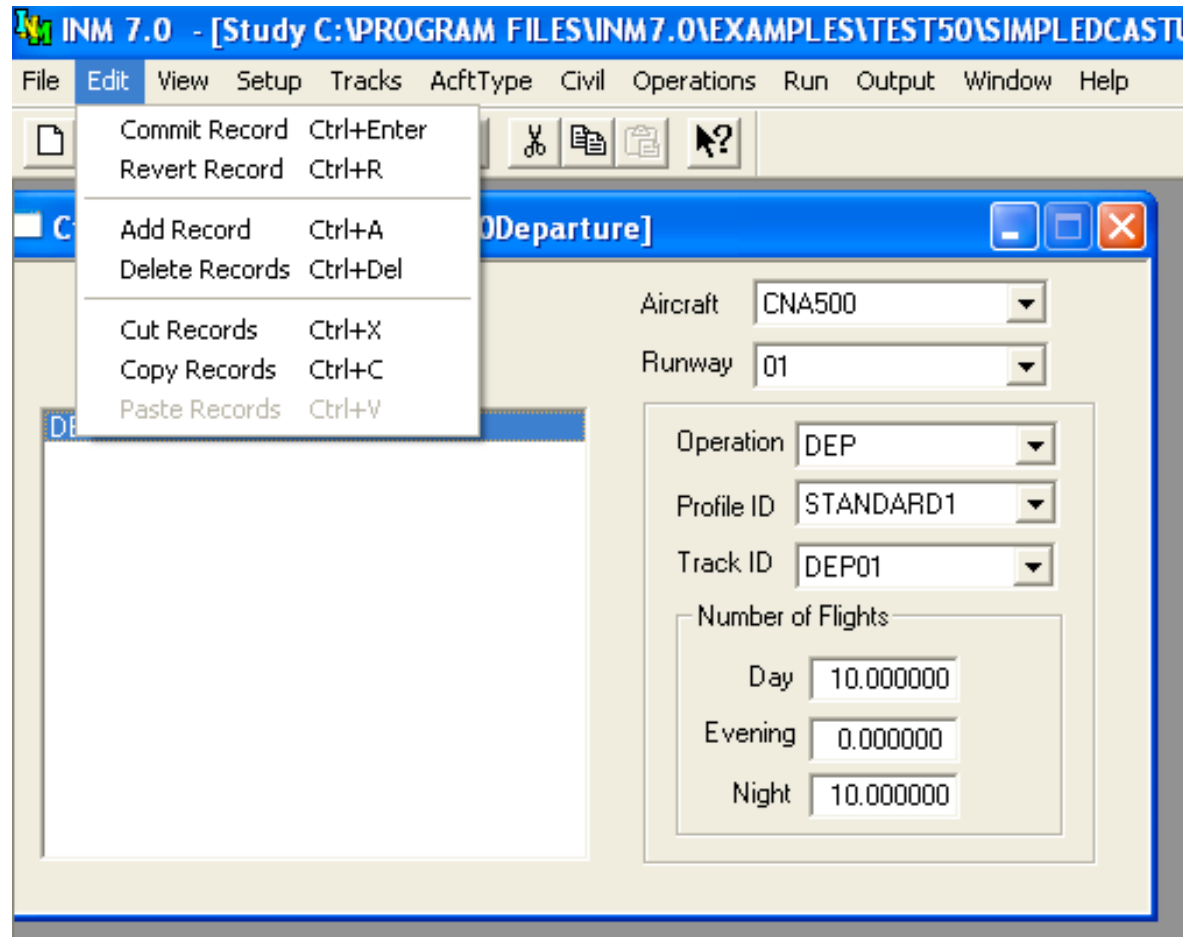 INM 7.0 - [Study C:\PROGRAM FILES\INM7.0\EXAMPLES\TEST50\SIMPLEDCASTU
File Edit View Setup Tracks AcftType Civil Operations Run Output Window Help
Commit Record Ctrl+Enter
Revert Record Ctrl+R
Add Record Ctrl+A
Delete Records Ctrl+Del
Cut Records Ctrl+X
Copy Records Ctrl+C
Paste Records Ctrl+V
0Departure]
Aircraft CNA500
Runway 01
DE
Operation DEP
Profile ID STANDARD1
Track ID DEP01
Number of Flights
Day 10.000000
Evening 0.000000
Night 10.000000